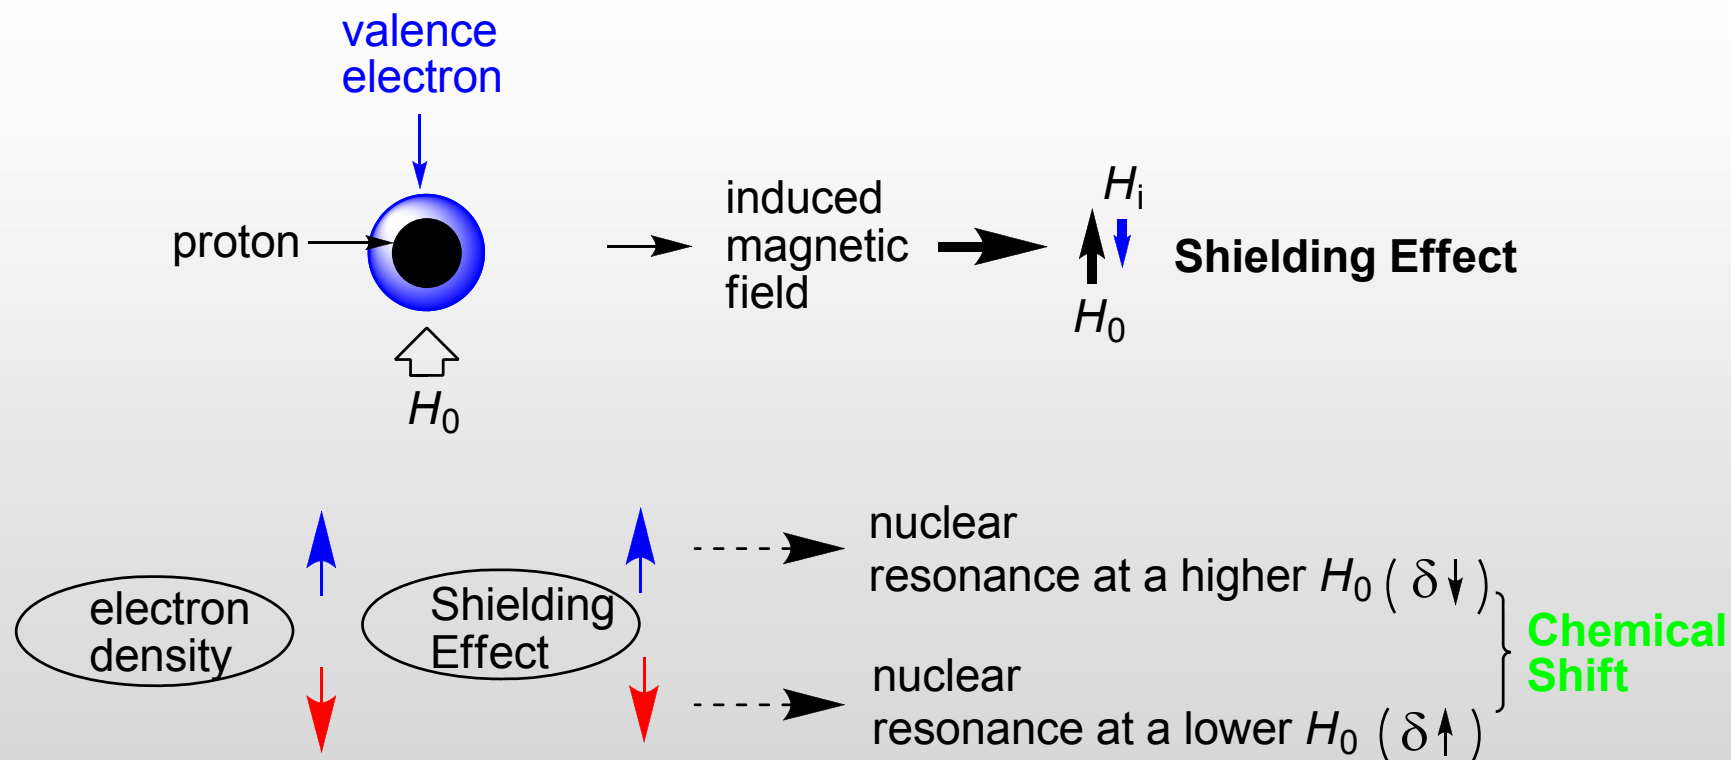 valence
electron
proton
H0
induced
magnetic
field
Hi
H0
Shielding Effect
electron
density
Shielding
Effect
nuclear
resonance at a higher H0 ( δ↓ )
nuclear
resonance at a lower H0 ( δ↑ )
Chemical
Shift